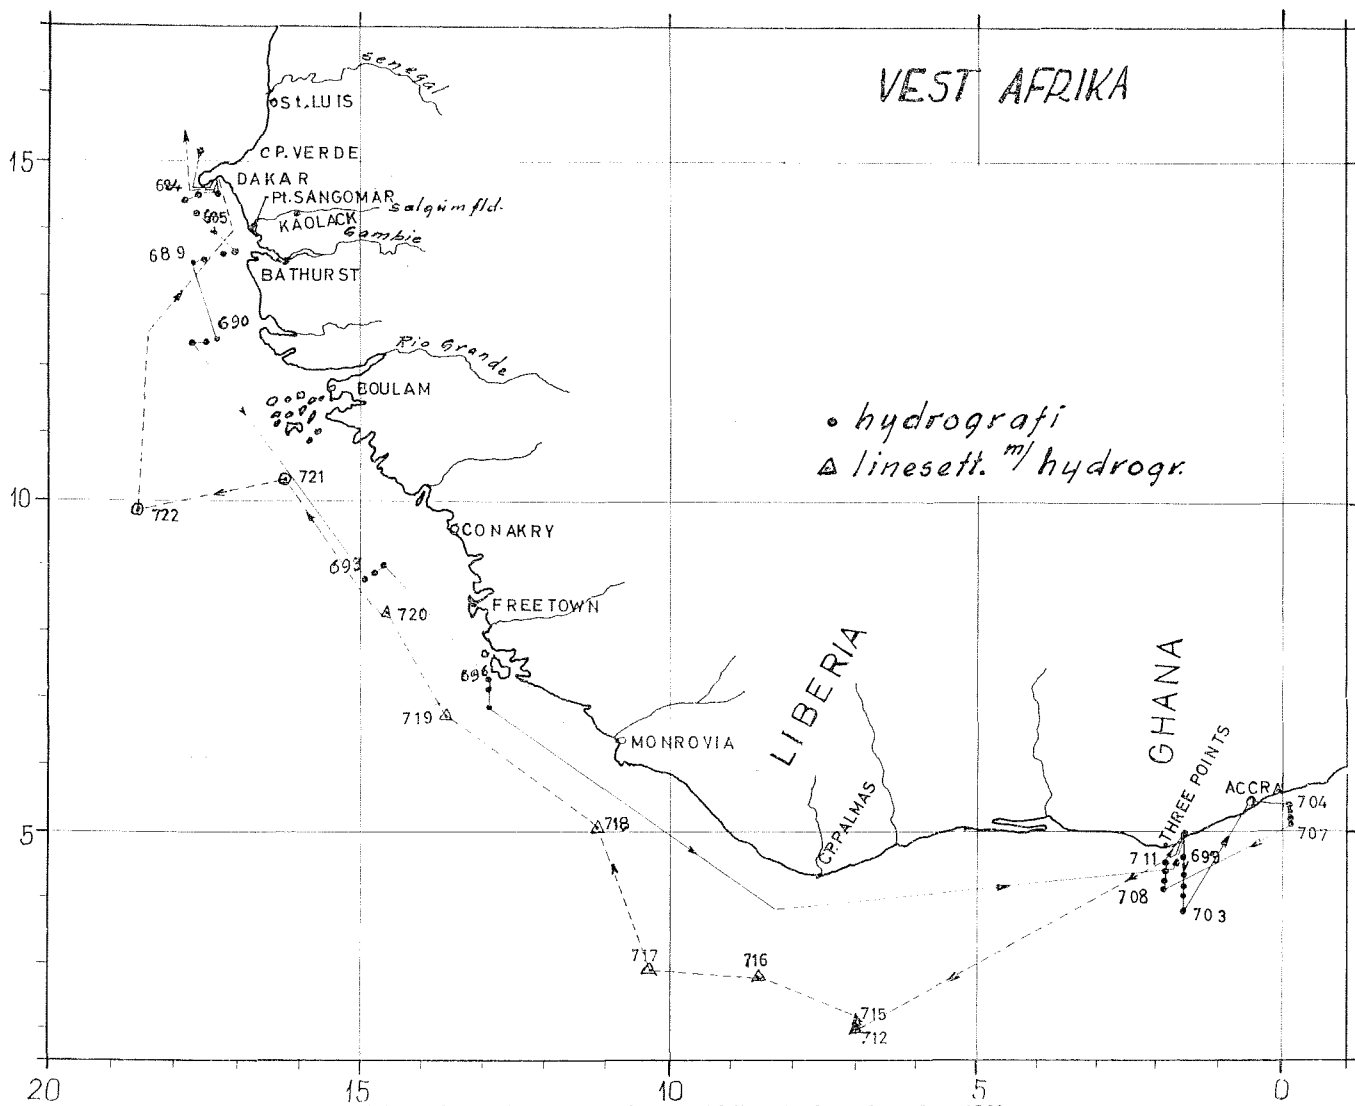 VEST AFRIKA
Senegal
St.LUIS
15
CP.VERDE
684
DAKAR
Pt.SANGOMAR
Salgumfld.
685
KAOLACK
Gambie
689
BATHURST
690
Rio Grande
BOULAM
• hydrografi
△ linesett. m/ hydrogr.
721
10
722
CONAKRY
693
720
FREETOWN
696
719
MONROVIA
LIBERIA
GHANA
THREE POINTS
CP.PALMAS
ACCRA
704
707
5
718
711
699
708
703
717
716
715
712
20
15
10
5
0